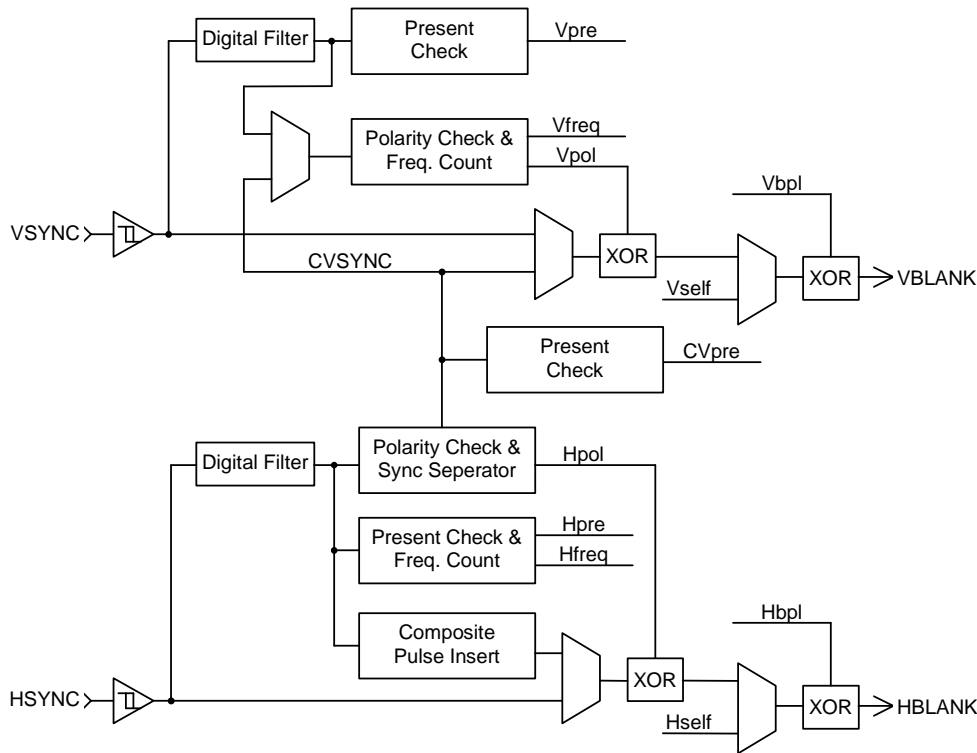 Digital Filter
Present
Check
Vpre
Polarity Check &
Freq. Count
Vfreq
Vpol
Vbpl
VSYNC
CVSYNC
XOR
Vself
XOR
VBLANK
Present
Check
CVpre
Digital Filter
Polarity Check &
Sync Seperator
Hpol
Present Check &
Freq. Count
Hpre
Hfreq
Composite
Pulse Insert
Hbpl
HSYNC
XOR
Hself
XOR
HBLANK